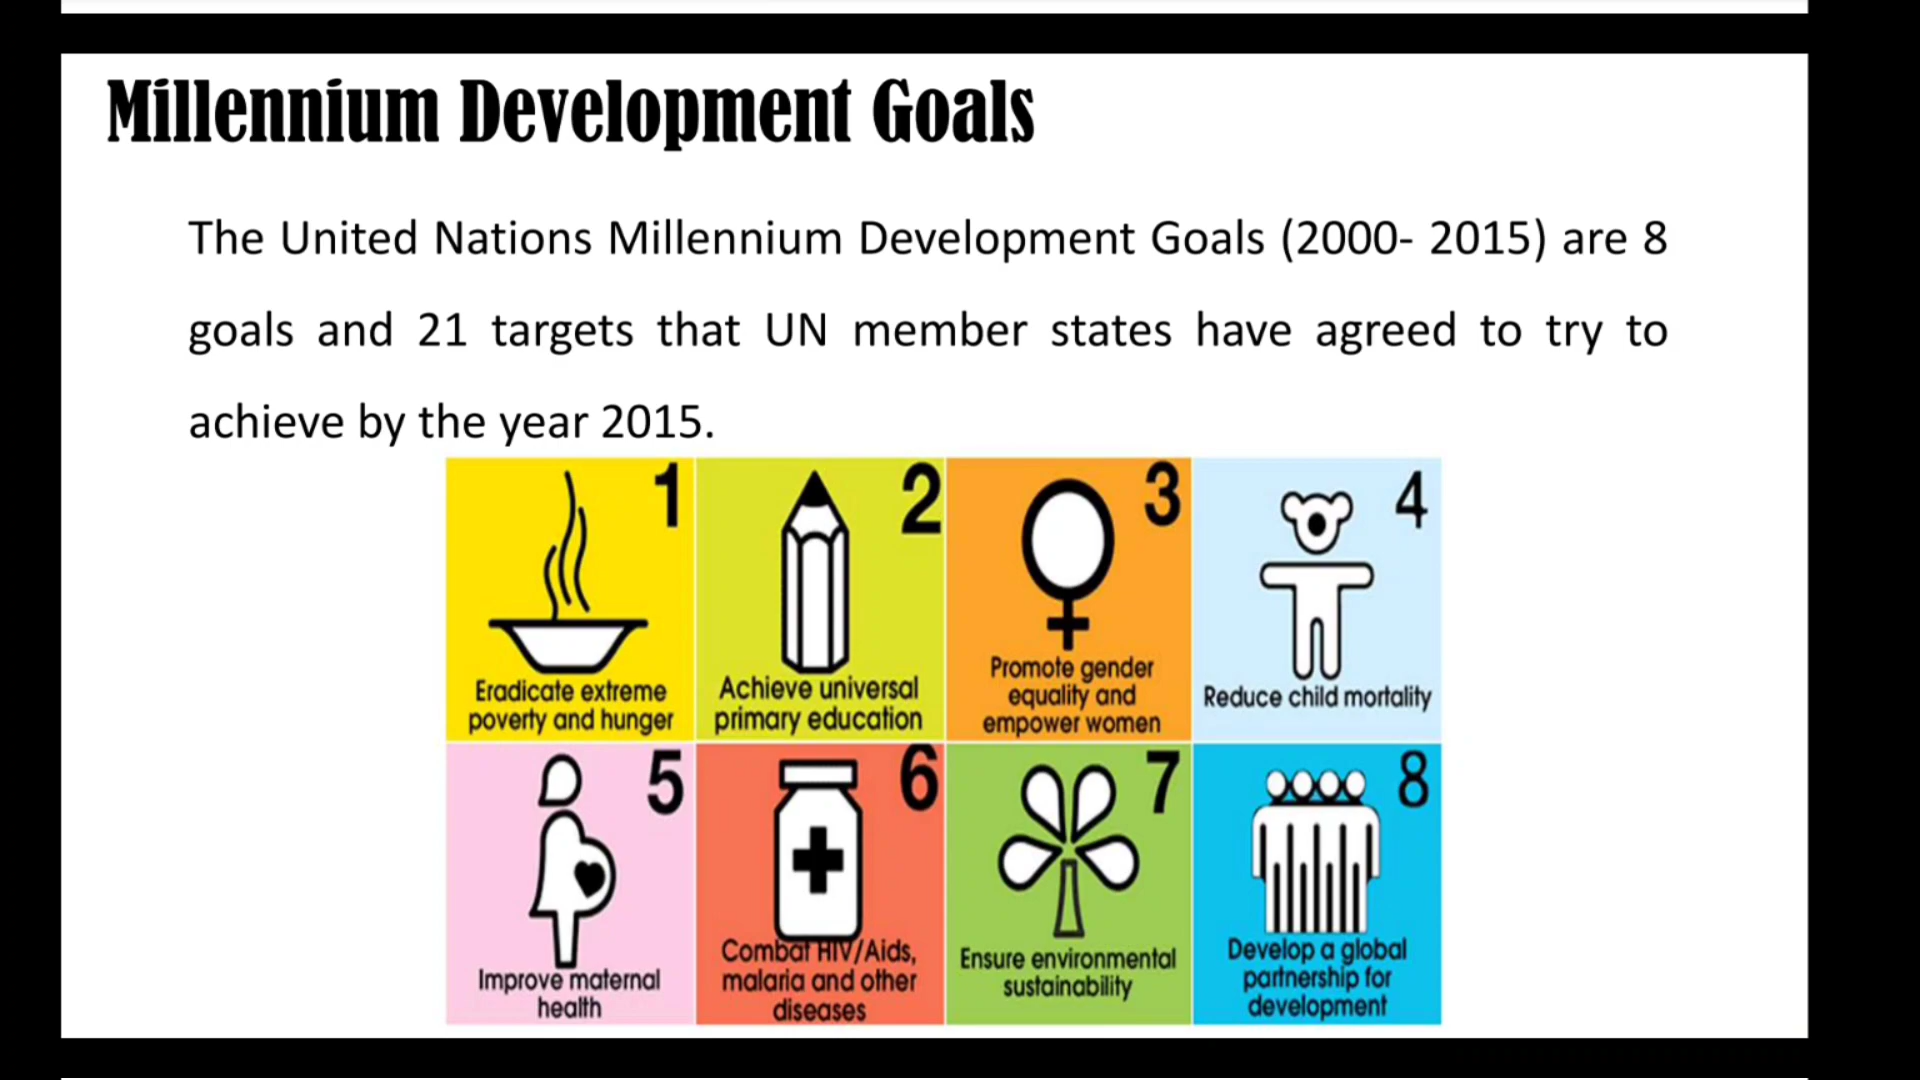 Millennium Development Goals
The United Nations Millennium Development Goals (2000- 2015) are 8
goals and 21 targets that UN member states have agreed to try to
achieve by the year 2015.
1
Eradicate extreme
poverty and hunger
2
Achieve universal
primary education
3
Promote gender
equality and
empower women
4
Reduce child mortality
5
Improve maternal
health
6
Combat HIV/Aids,
malaria and other
diseases
7
Ensure environmental
sustainability
8
Develop a global
partnership for
development